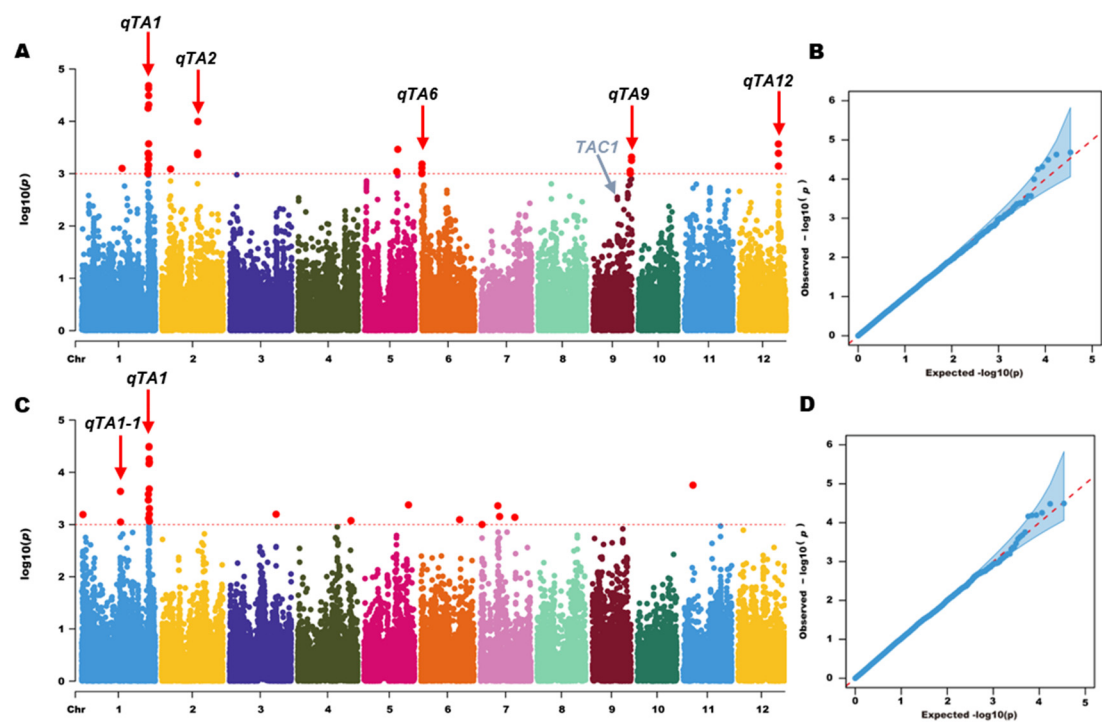 A
qTA1
qTA2
qTA6
qTA9
qTA12
TAC1
log10(p)
5
4
3
2
1
0
Chr 1 2 3 4 5 6 7 8 9 10 11 12
B
Observed − log10(p)
6
5
4
3
2
1
0
0 1 2 3 4 5
Expected -log10(p)
C
qTA1-1
qTA1
log10(p)
5
4
3
2
1
0
Chr 1 2 3 4 5 6 7 8 9 10 11 12
D
Observed − log10(p)
6
5
4
3
2
1
0
0 1 2 3 4 5
Expected -log10(p)